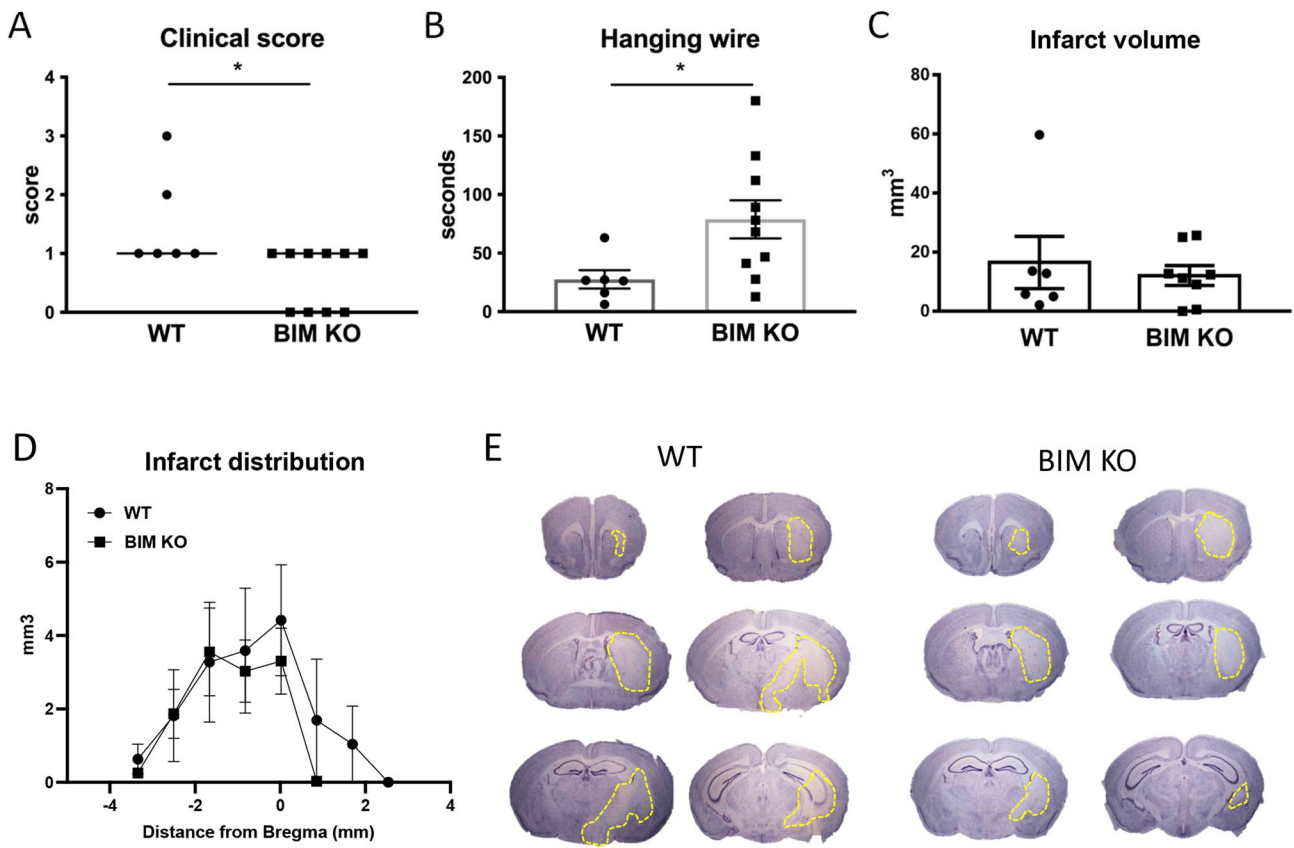 A
Clinical score
*
4
3
2
1
0
score
WT
BIM KO
B
Hanging wire
*
200
150
100
50
0
seconds
WT
BIM KO
C
Infarct volume
80
60
40
20
0
mm³
WT
BIM KO
D
Infarct distribution
WT
BIM KO
8
6
4
2
0
mm3
-4
-2
0
2
4
Distance from Bregma (mm)
E
WT
BIM KO